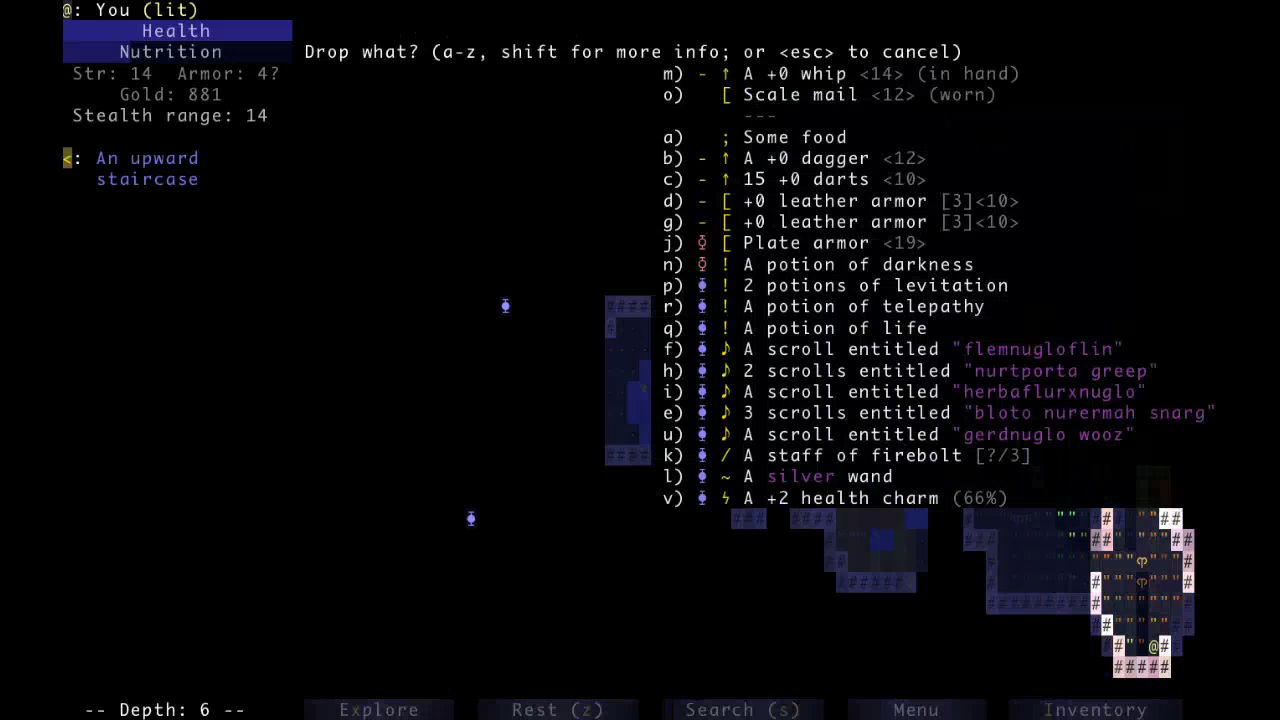 @: You (lit)
Health
Nutrition
Drop what? (a-z, shift for more info; or <esc> to cancel)
Str: 14 Armor: 4?
Gold: 881
Stealth range: 14
<: An upward
staircase
m) - ↑ A +0 whip <14> (in hand)
o) [ Scale mail <12> (worn)
---
a) ; Some food
b) - ↑ A +0 dagger <12>
c) - ↑ 15 +0 darts <10>
d) - [ +0 leather armor [3]<10>
g) - [ +0 leather armor [3]<10>
j) [ Plate armor <19>
n) ! A potion of darkness
p) ! 2 potions of levitation
r) ! A potion of telepathy
q) ! A potion of life
f) ♪ A scroll entitled "flemnugloflin"
h) ♪ 2 scrolls entitled "nurtporta greep"
i) ♪ A scroll entitled "herbaflurxnuglo"
e) ♪ 3 scrolls entitled "bloto nurermah snarg"
u) ♪ A scroll entitled "gerdnuglo wooz"
k) / A staff of firebolt [?/3]
l) ~ A silver wand
v) ϟ A +2 health charm (66%)
-- Depth: 6 --
Explore
Rest (z)
Search (s)
Menu
Inventory